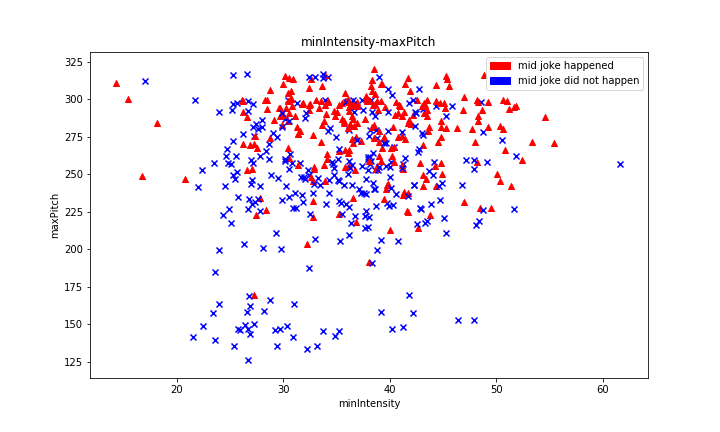 minIntensity-maxPitch
mid joke happened
mid joke did not happen
maxPitch
325
300
275
250
225
200
175
150
125
20
30
40
50
60
minIntensity